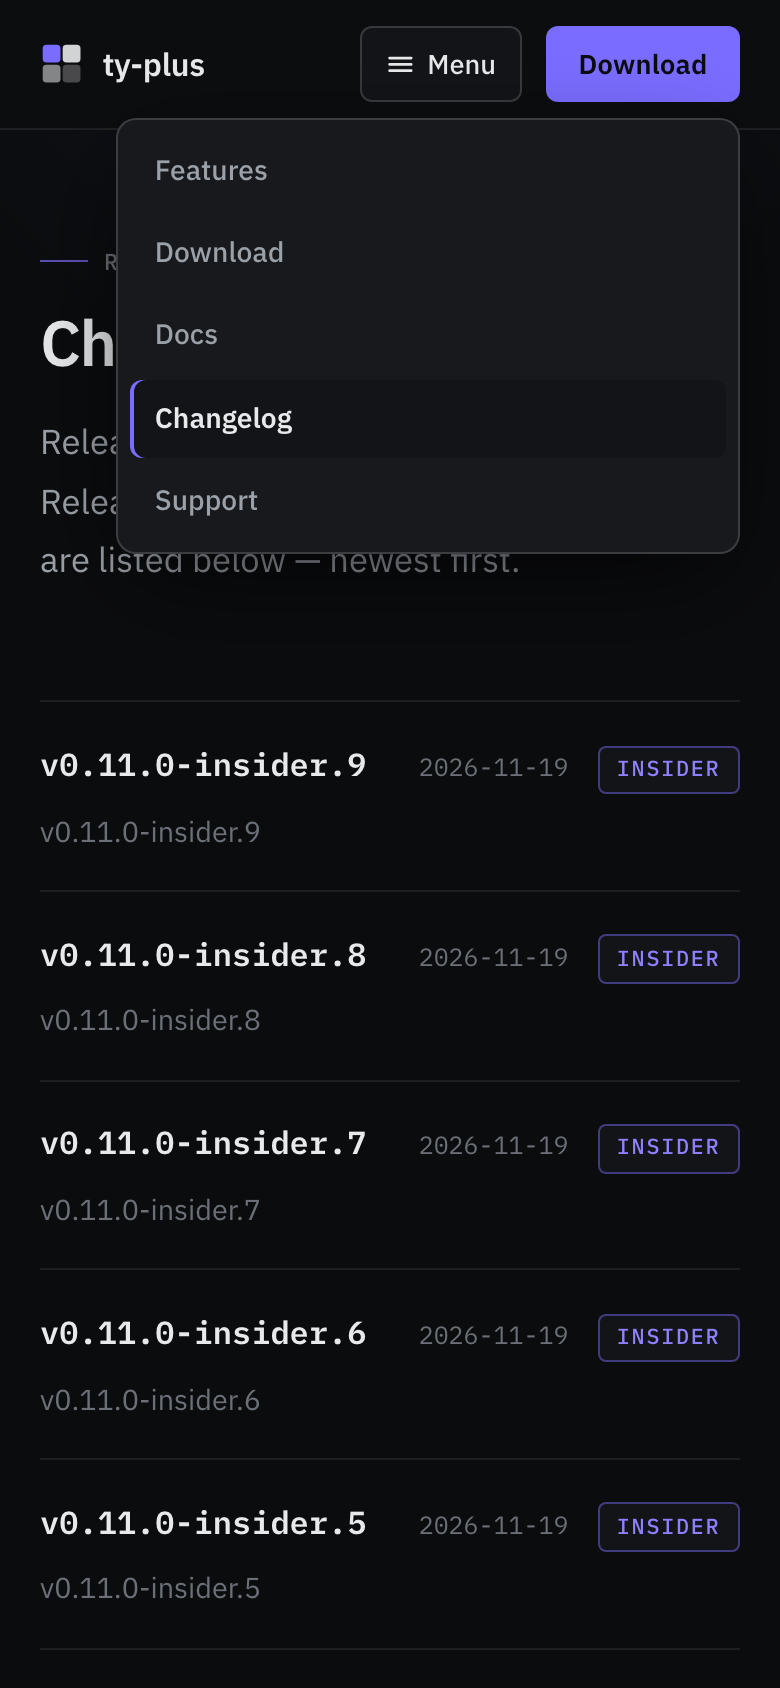 ty-plus
Menu
Download
Features
Download
Docs
Changelog
Support
are listed below — newest first.
v0.11.0-insider.9 2026-11-19 INSIDER
v0.11.0-insider.9
v0.11.0-insider.8 2026-11-19 INSIDER
v0.11.0-insider.8
v0.11.0-insider.7 2026-11-19 INSIDER
v0.11.0-insider.7
v0.11.0-insider.6 2026-11-19 INSIDER
v0.11.0-insider.6
v0.11.0-insider.5 2026-11-19 INSIDER
v0.11.0-insider.5